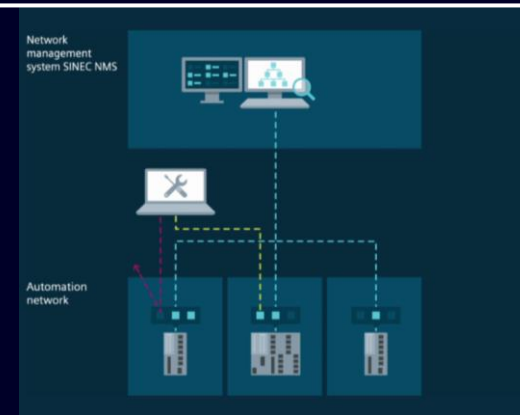 Network
management
system SINEC NMS
Automation
network